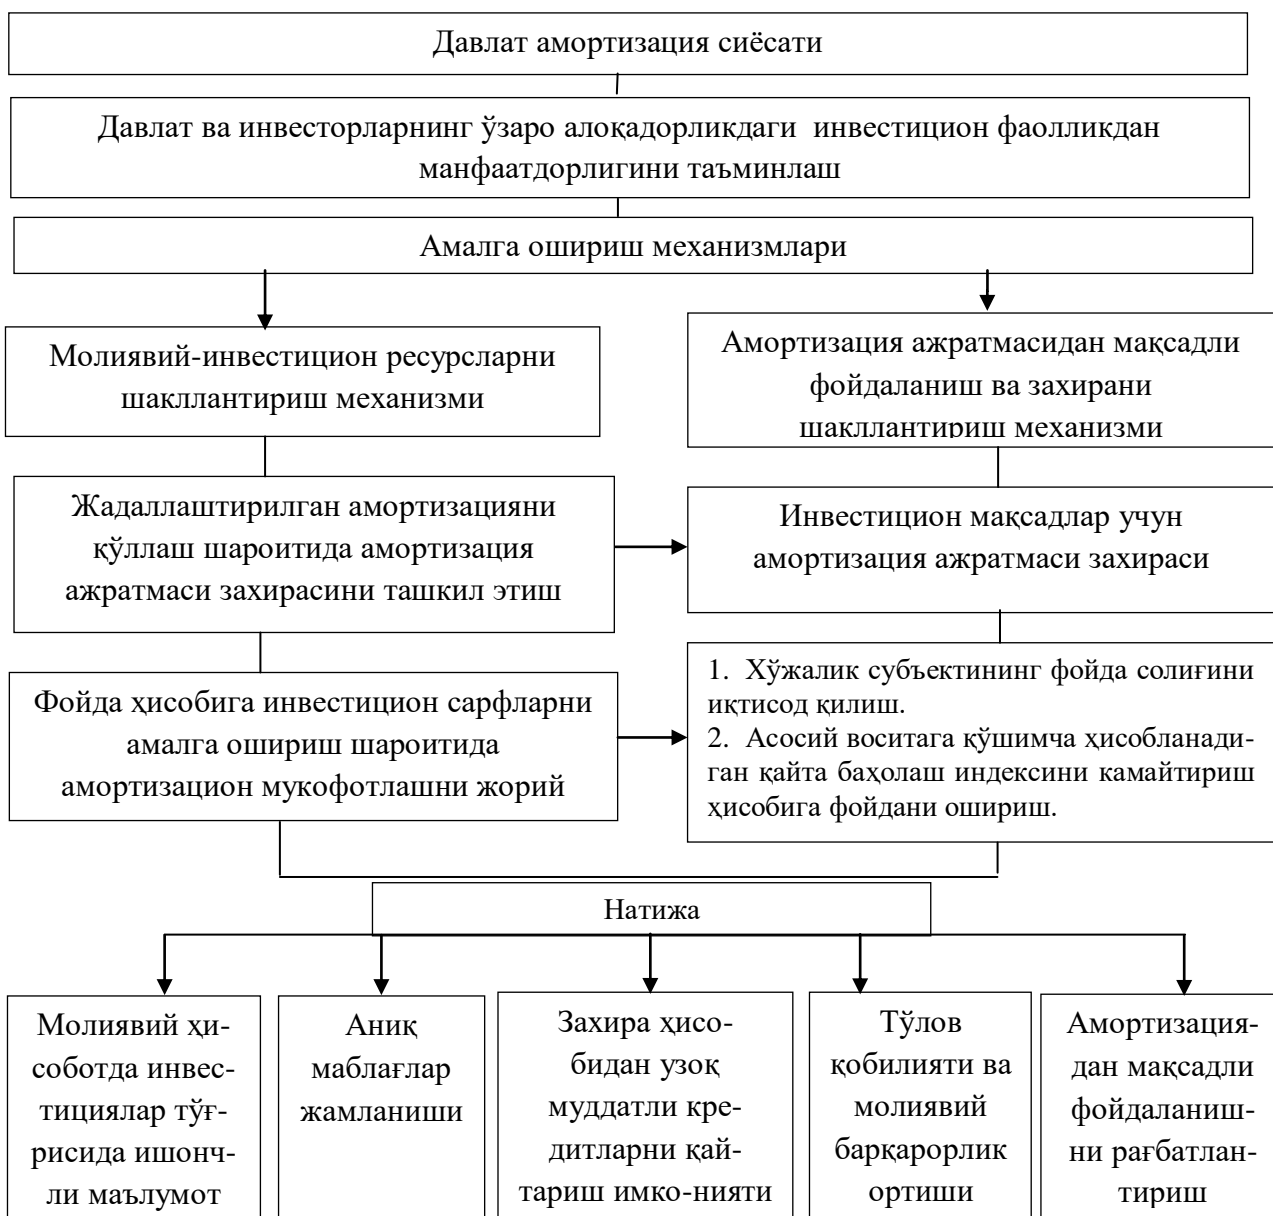 Давлат амортизация сиёсати
Давлат ва инвесторларнинг ўзаро алоқадорликдаги инвестицион фаолликдан
манфаатдорлигини таъминлаш
Амалга ошириш механизмлари
Молиявий-инвестицион ресурсларни
шакллантириш механизми
Амортизация ажратмасидан мақсадли
фойдаланиш ва захирани
шакллантириш механизми
Жадаллаштирилган амортизацияни
қўллаш шароитида амортизация
ажратмаси захирасини ташкил этиш
Инвестицион мақсадлар учун
амортизация ажратмаси захираси
Фойда ҳисобига инвестицион сарфларни
амалга ошириш шароитида
амортизацион мукофотлашни жорий
1. Хўжалик субъектининг фойда солиғини
иқтисод қилиш.
2. Асосий воситага қўшимча ҳисобланади-
ган қайта баҳолаш индексини камайтириш
ҳисобига фойдани ошириш.
Натижа
Молиявий ҳи-
соботда инвес-
тициялар тўғ-
рисида ишонч-
ли маълумот
Аниқ
маблағлар
жамланиши
Захира ҳисо-
бидан узоқ
муддатли кре-
дитларни қай-
тариш имко-нияти
Тўлов
қобилияти ва
молиявий
барқарорлик
ортиши
Амортизация-
дан мақсадли
фойдаланиш-
ни рағбатлан-
тириш